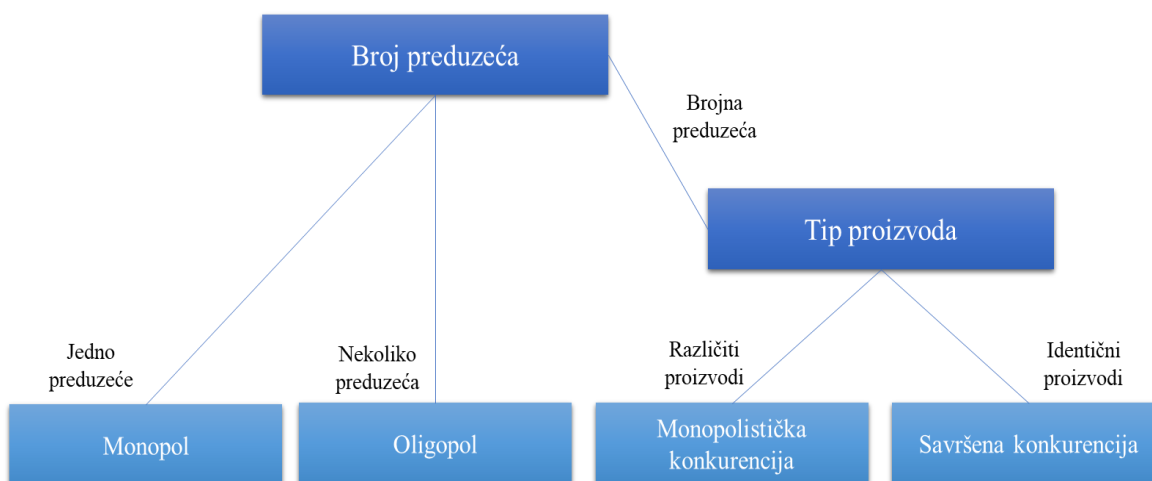 Broj preduzeća
Brojna
preduzeća
Tip proizvoda
Jedno
preduzeće
Nekoliko
preduzeća
Različiti
proizvodi
Identični
proizvodi
Monopol
Oligopol
Monopolistička
konkurencija
Savršena konkurencija